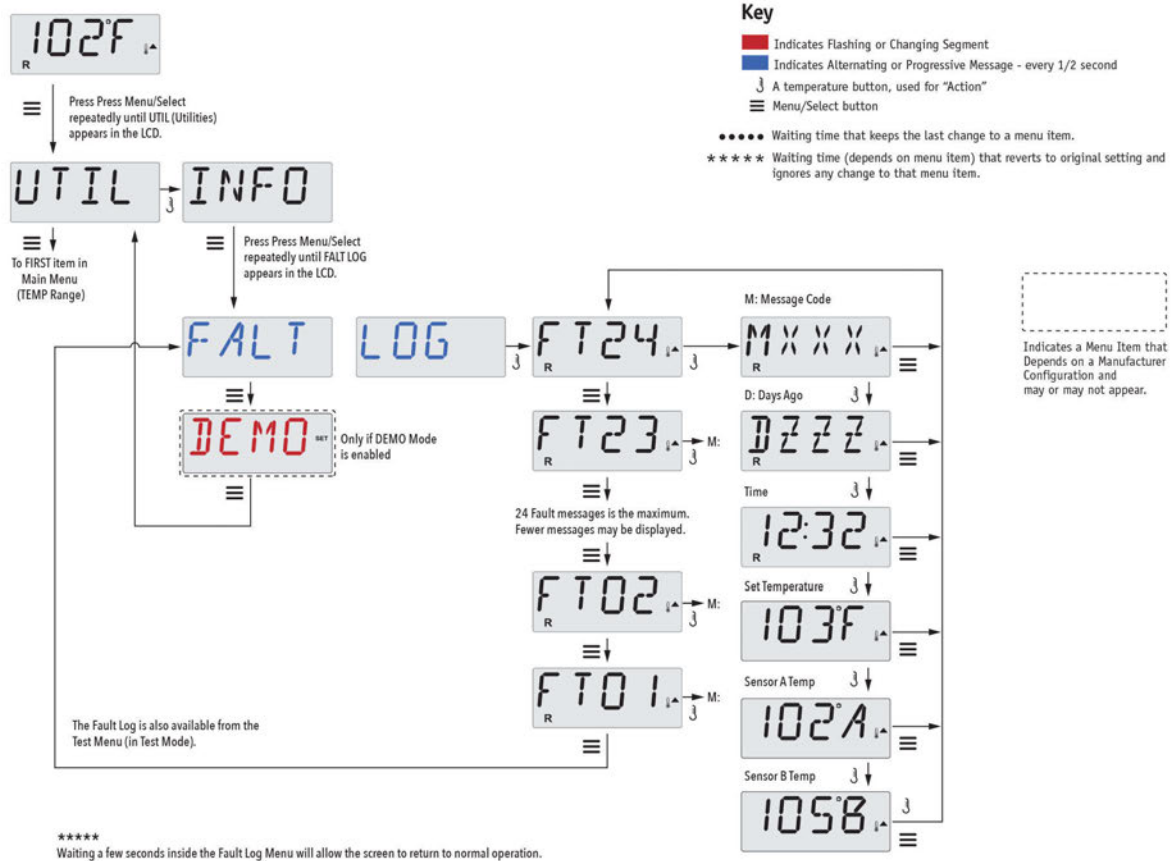 Key
Indicates Flashing or Changing Segment
Indicates Alternating or Progressive Message - every 1/2 second
A temperature button, used for “Action”
Menu/Select button
••••• Waiting time that keeps the last change to a menu item.
***** Waiting time (depends on menu item) that reverts to original setting and
ignores any change to that menu item.
102°F
R
Press Press Menu/Select
repeatedly until UTIL (Utilities)
appears in the LCD.
UTIL
INFO
To FIRST item in
Main Menu
(TEMP Range)
Press Press Menu/Select
repeatedly until FALT LOG
appears in the LCD.
FALT
LOG
FT24
R
M: Message Code
MXXX
R
Indicates a Menu Item that
Depends on a Manufacturer
Configuration and
may or may not appear.
DEMO SET
Only if DEMO Mode
is enabled
FT23
R
M:
D: Days Ago
DZZZ
R
24 Fault messages is the maximum.
Fewer messages may be displayed.
Time
12:32
R
FT02
R
M:
Set Temperature
103°F
FT01
R
M:
Sensor A Temp
102°A
Sensor B Temp
105°B
The Fault Log is also available from the
Test Menu (in Test Mode).
*****
Waiting a few seconds inside the Fault Log Menu will allow the screen to return to normal operation.